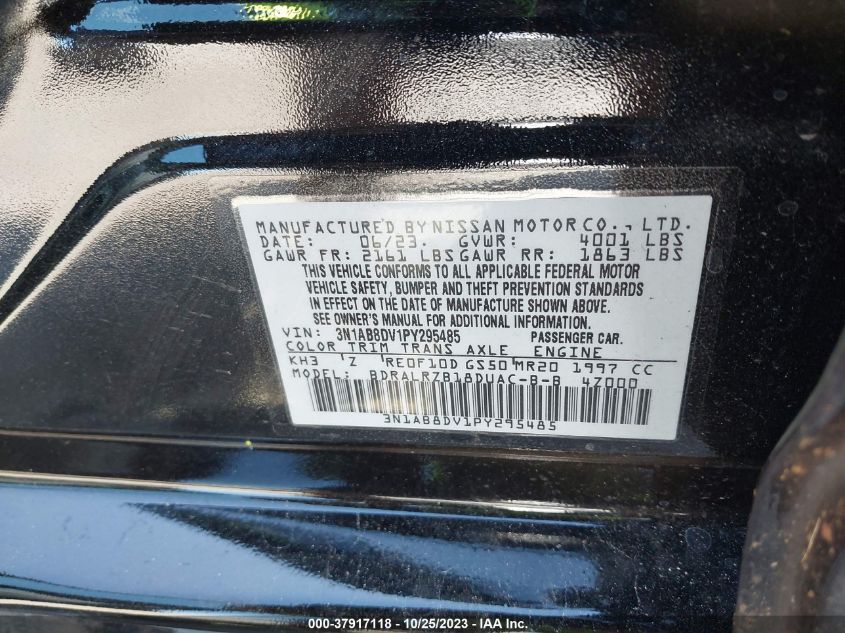 MANUFACTURED BY NISSAN MOTOR CO., LTD.
DATE: 06/23. GVWR: 4001 LBS
GAWR FR: 2161 LBS GAWR RR: 1863 LBS
THIS VEHICLE CONFORMS TO ALL APPLICABLE FEDERAL MOTOR
VEHICLE SAFETY, BUMPER AND THEFT PREVENTION STANDARDS
IN EFFECT ON THE DATE OF MANUFACTURE SHOWN ABOVE.
SEE OWNER'S MANUAL FOR ADDITIONAL INFORMATION.
VIN: 3N1AB8DV1PY295485 PASSENGER CAR.
COLOR TRIM TRANS AXLE ENGINE
KH3 'Z 'RE0F10D GS50'MR20 1997 CC
MODEL: BDRALRZB18DUAC-B-B 4Z000
3N1AB8DV1PY295485
000-37917118 - 10/25/2023 - IAA Inc.